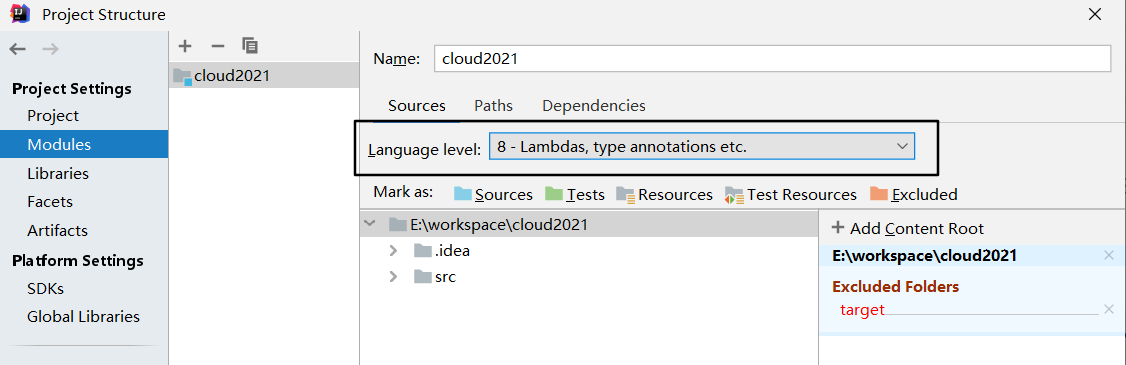 Project Structure
Project Settings
Project
Modules
Libraries
Facets
Artifacts
Platform Settings
SDKs
Global Libraries
cloud2021
Name: cloud2021
Sources Paths Dependencies
Language level: 8 - Lambdas, type annotations etc.
Mark as: Sources Tests Resources Test Resources Excluded
E:\workspace\cloud2021
.idea
src
Add Content Root
E:\workspace\cloud2021
Excluded Folders
target